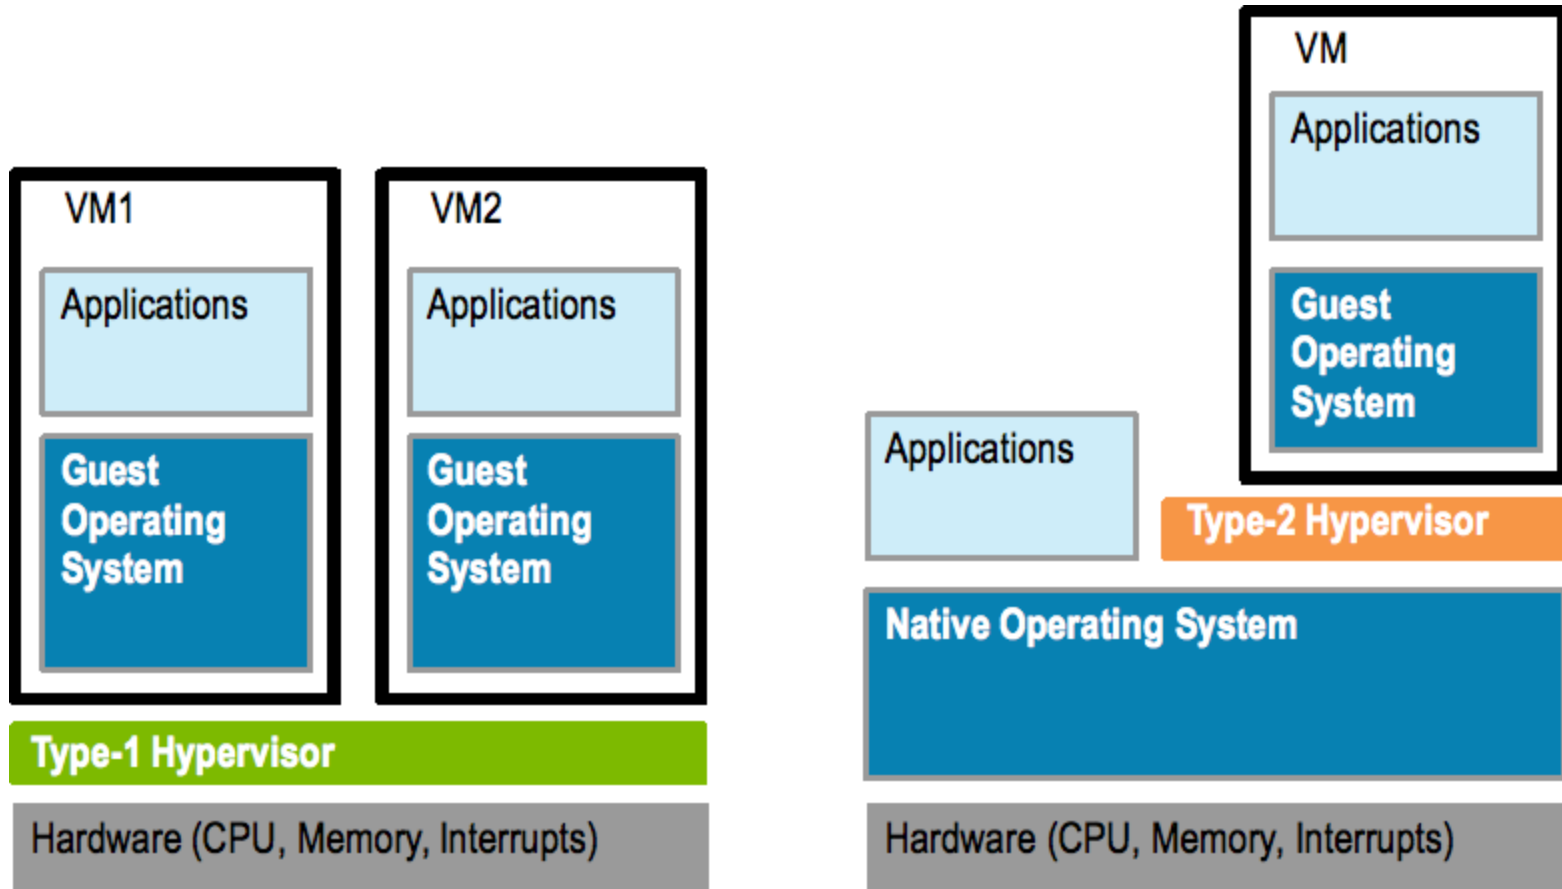 VM1
Applications
Guest
Operating
System
VM2
Applications
Guest
Operating
System
Type-1 Hypervisor
Hardware (CPU, Memory, Interrupts)
VM
Applications
Guest
Operating
System
Applications
Type-2 Hypervisor
Native Operating System
Hardware (CPU, Memory, Interrupts)